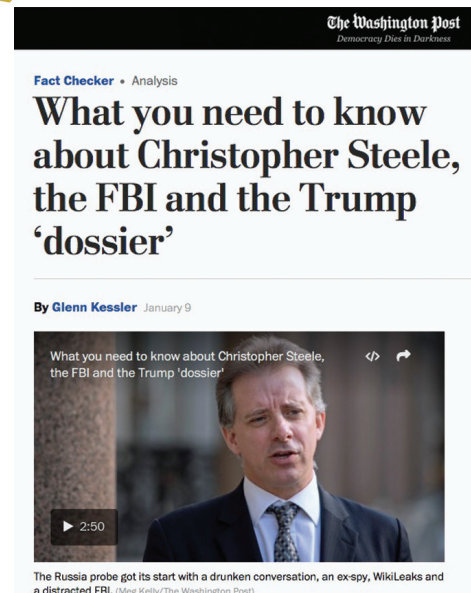 The Washington Post
Democracy Dies in Darkness
Fact Checker • Analysis
What you need to know
about Christopher Steele,
the FBI and the Trump
‘dossier’
By Glenn Kessler January 9
What you need to know about Christopher Steele,
the FBI and the Trump 'dossier'
2:50
The Russia probe got its start with a drunken conversation, an ex-spy, WikiLeaks and
a distracted FBI. (Meg Kelly/The Washington Post)